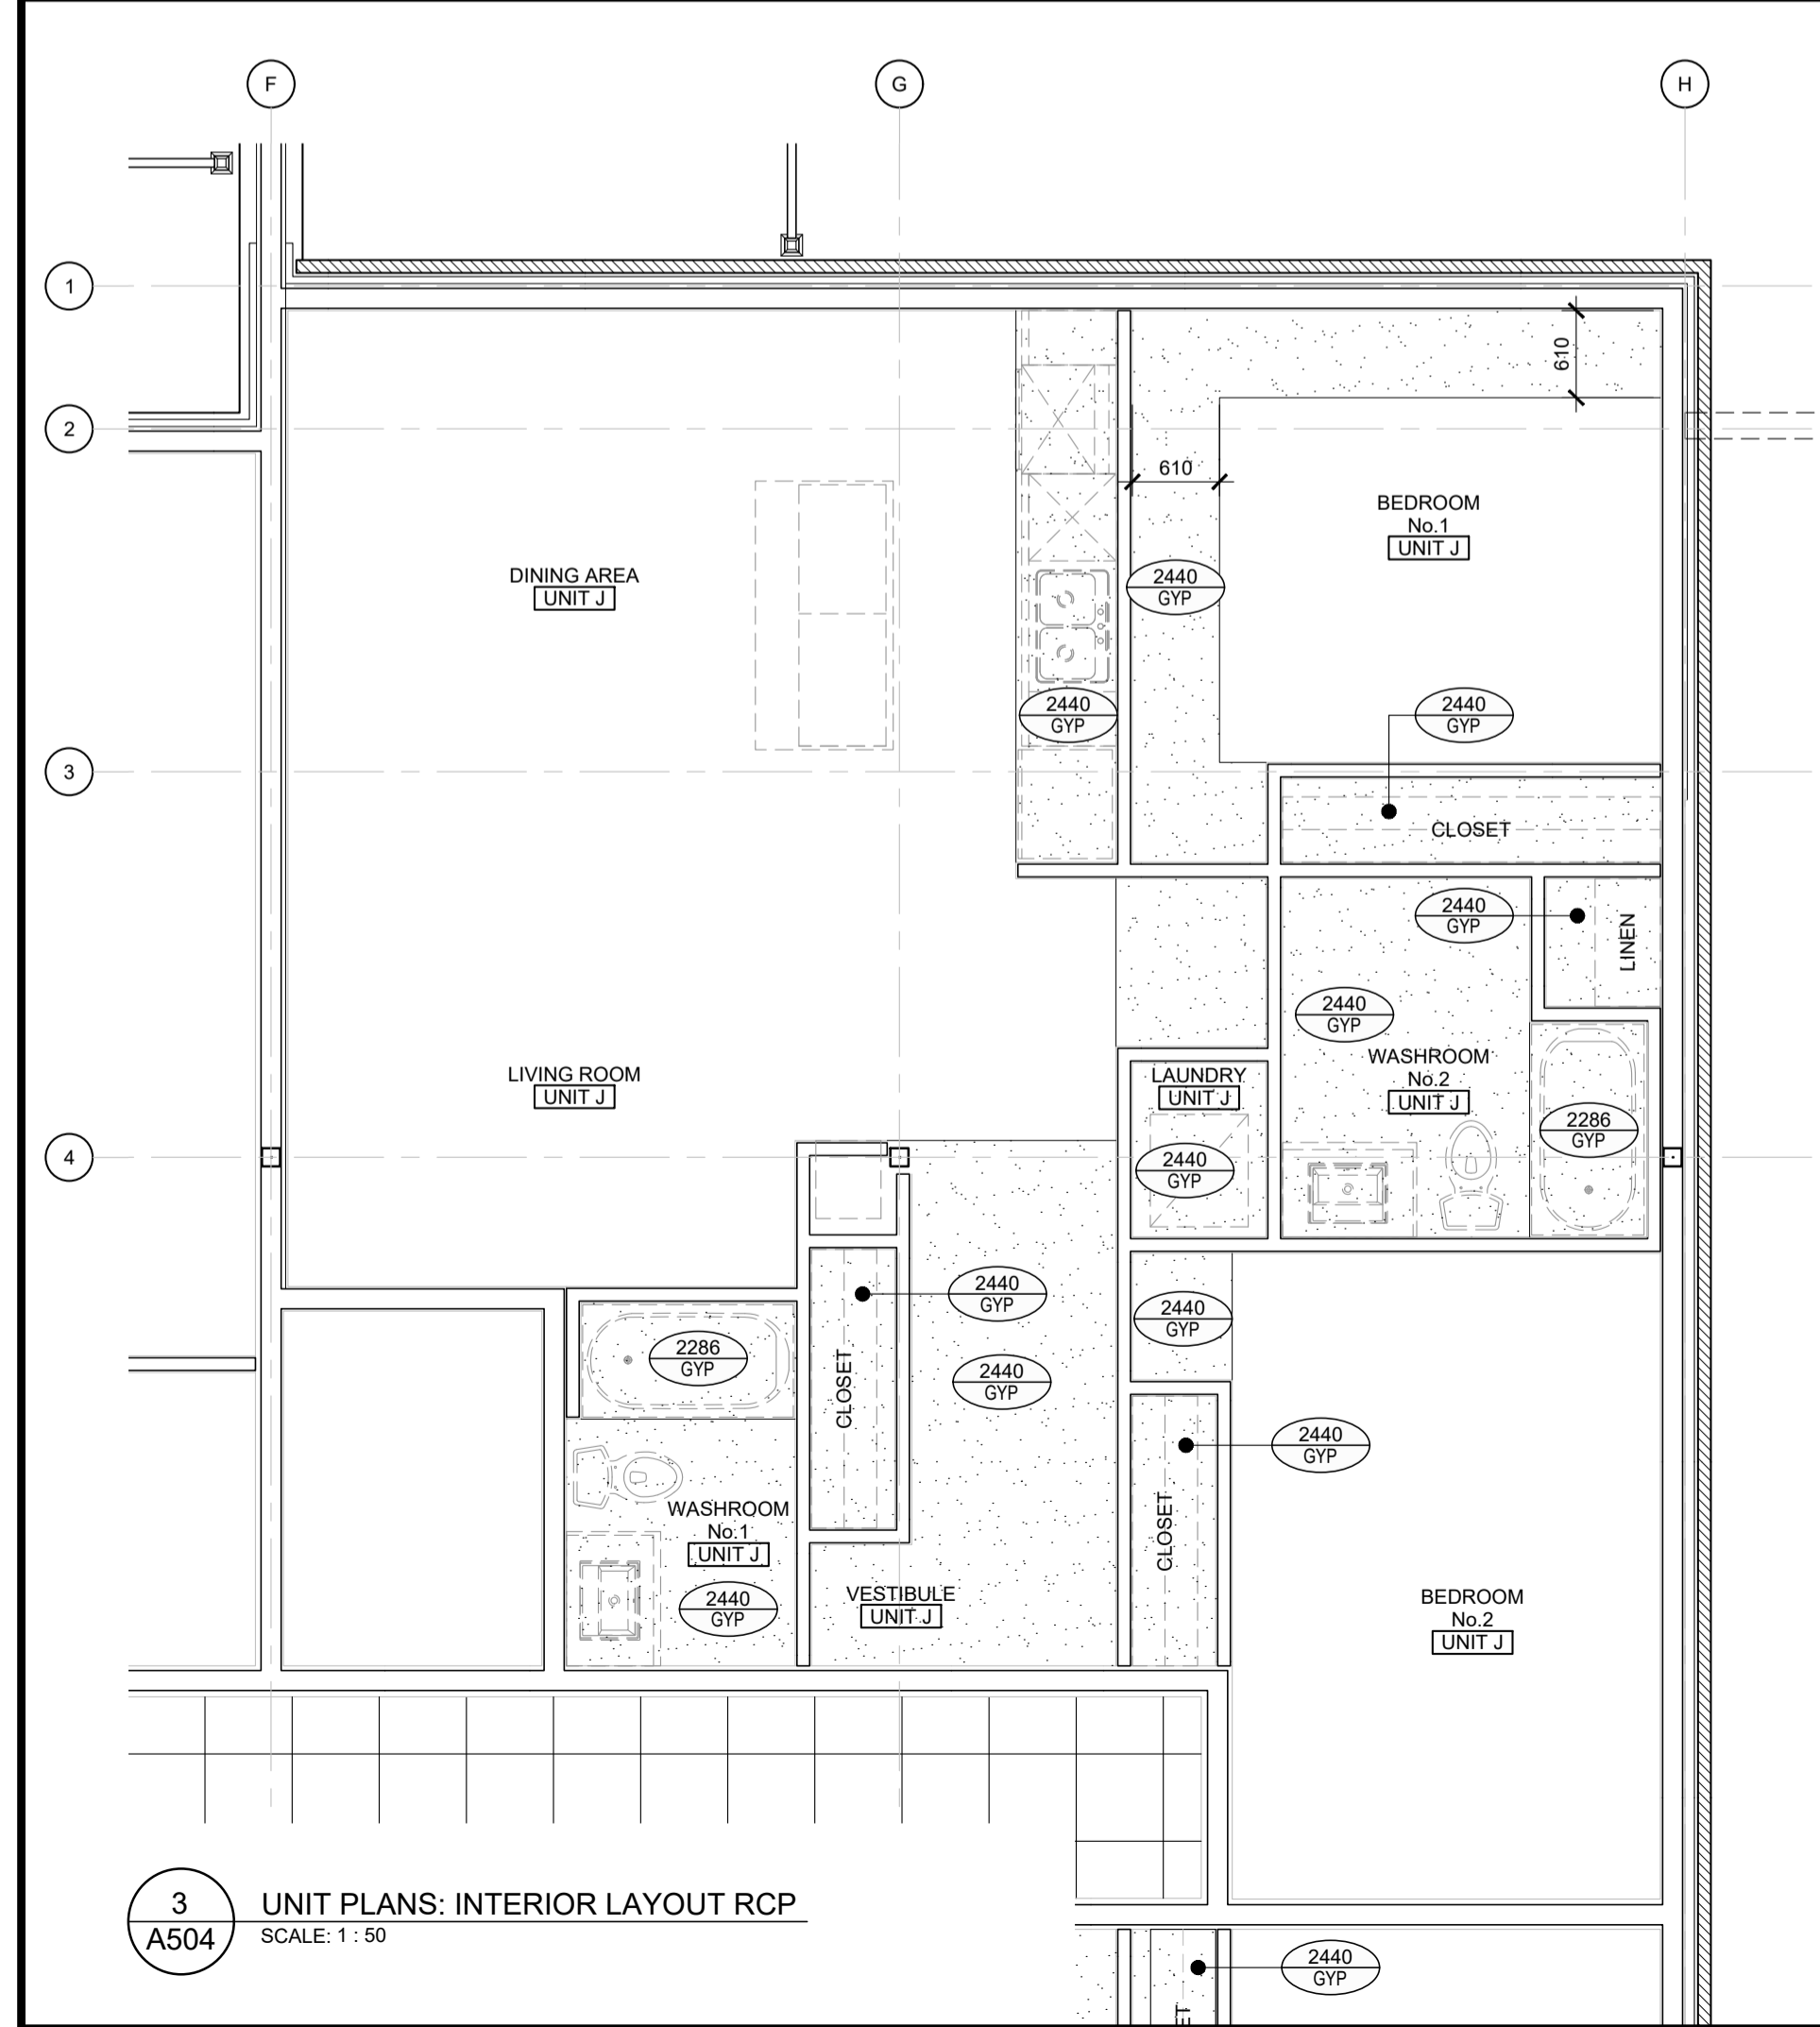 F
G
H
1
2
3
4
610
610
BEDROOM
No.1
UNIT J
DINING AREA
UNIT J
2440
GYP
2440
GYP
2440
GYP
CLOSET
2440
GYP
LINEN
2440
GYP
WASHROOM
No.2
UNIT J
LIVING ROOM
UNIT J
LAUNDRY
UNIT J
2286
GYP
2440
GYP
2440
GYP
2440
GYP
2286
GYP
CLOSET
2440
GYP
2440
GYP
CLOSET
WASHROOM
No.1
UNIT J
2440
GYP
VESTIBULE
UNIT J
BEDROOM
No.2
UNIT J
3
A504
UNIT PLANS: INTERIOR LAYOUT RCP
SCALE: 1 : 50
2440
GYP
ET